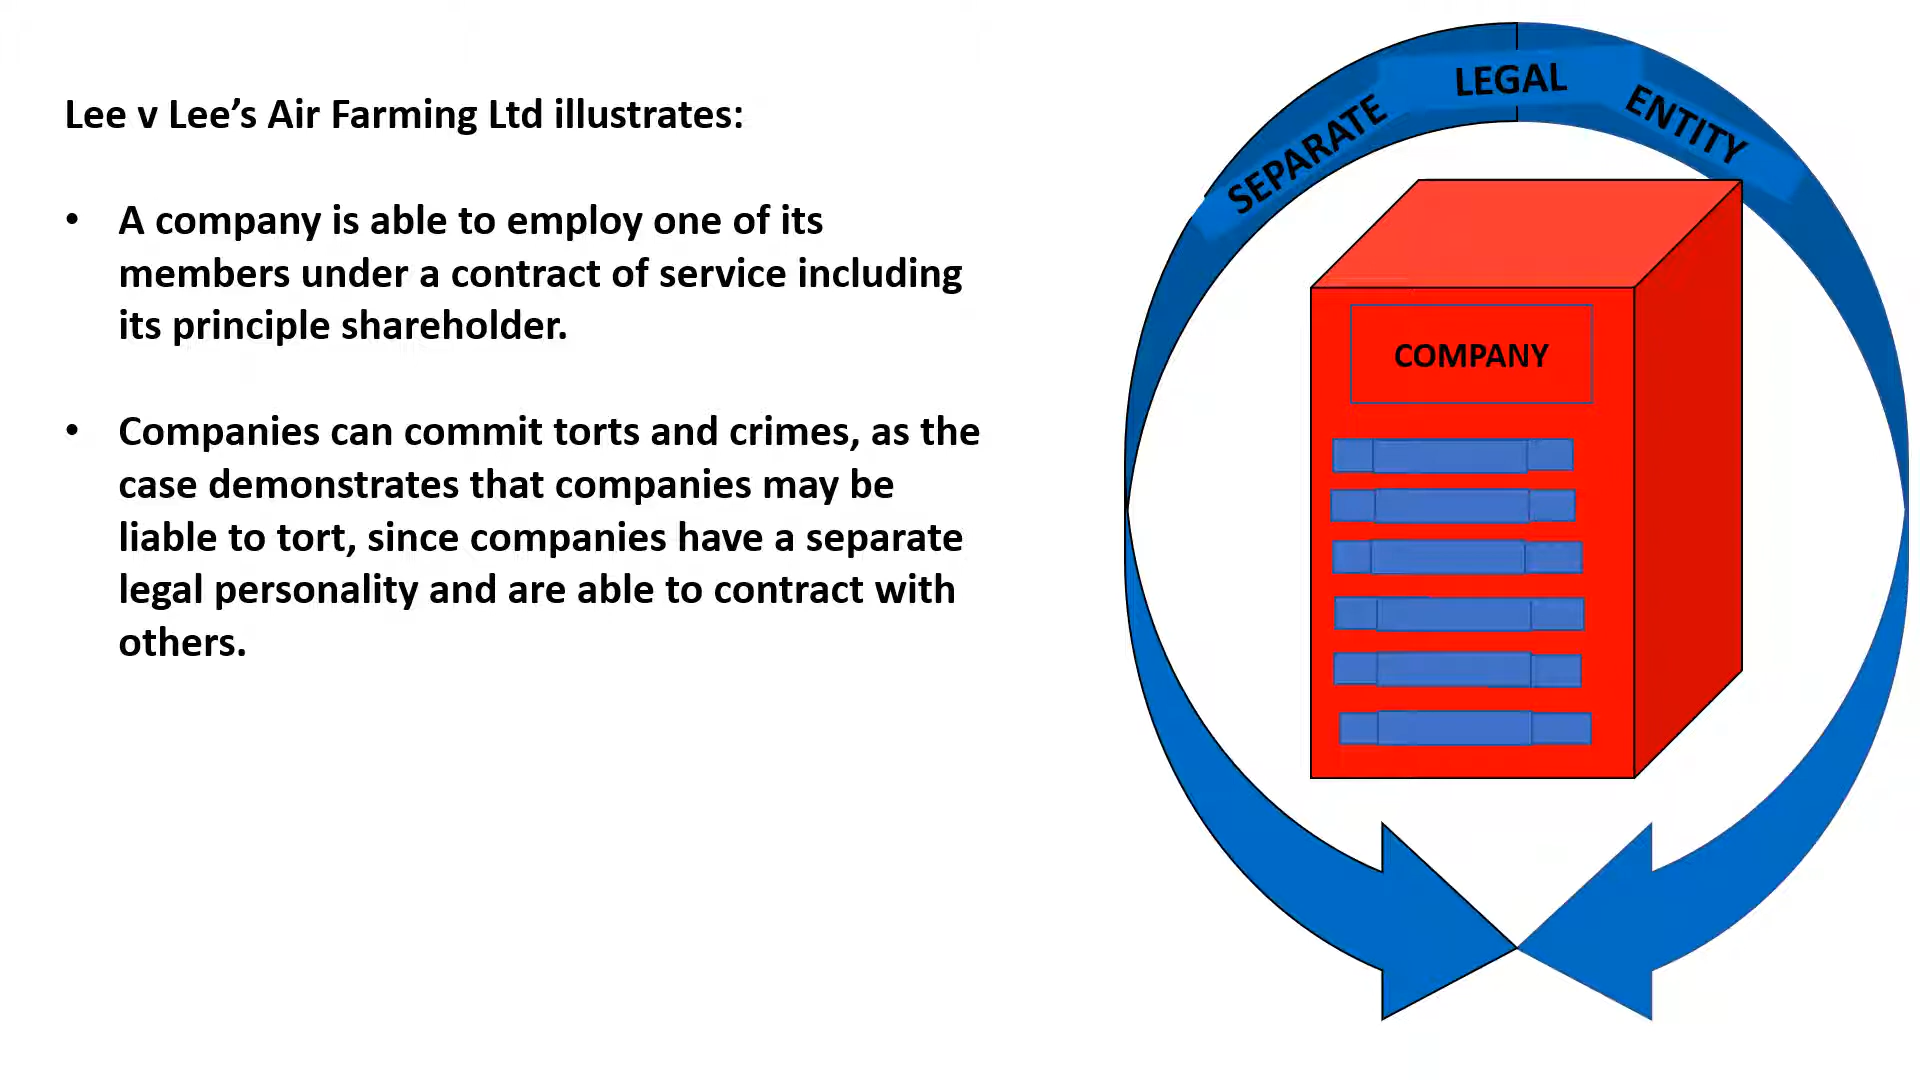 Lee v Lee’s Air Farming Ltd illustrates:
• A company is able to employ one of its
members under a contract of service including
its principle shareholder.
• Companies can commit torts and crimes, as the
case demonstrates that companies may be
liable to tort, since companies have a separate
legal personality and are able to contract with
others.
SEPARATE LEGAL ENTITY
COMPANY